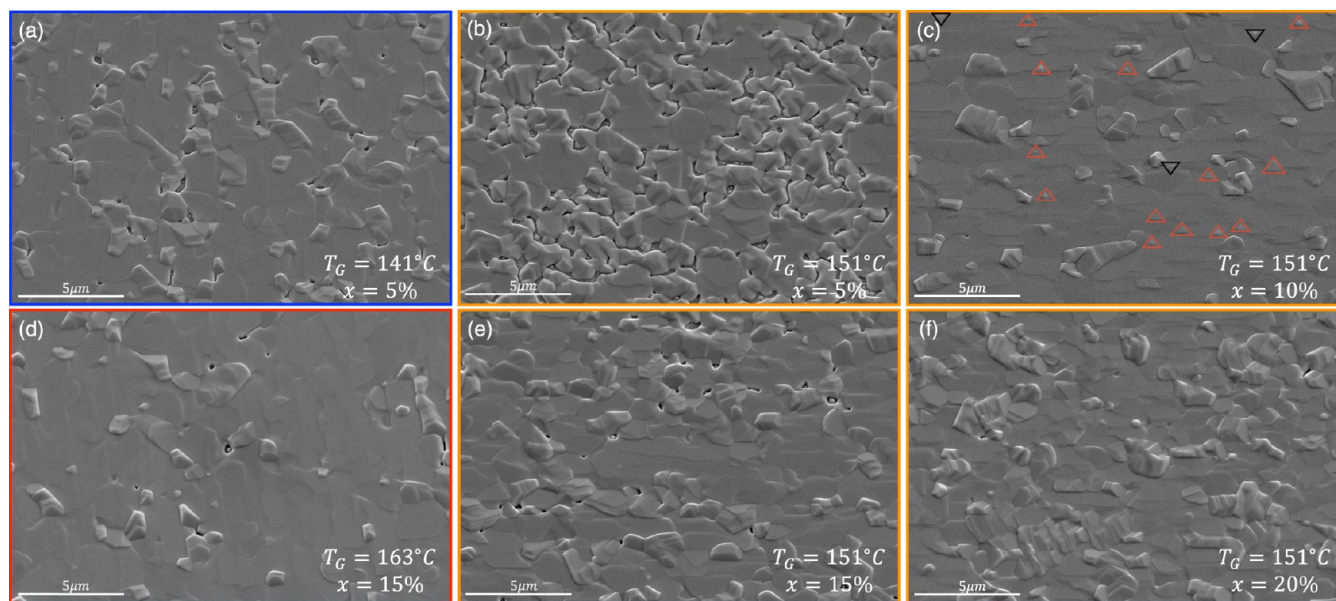 (a)
5μm
T_G = 141°C
x = 5%
(b)
5μm
T_G = 151°C
x = 5%
(c)
5μm
T_G = 151°C
x = 10%
(d)
5μm
T_G = 163°C
x = 15%
(e)
5μm
T_G = 151°C
x = 15%
(f)
5μm
T_G = 151°C
x = 20%